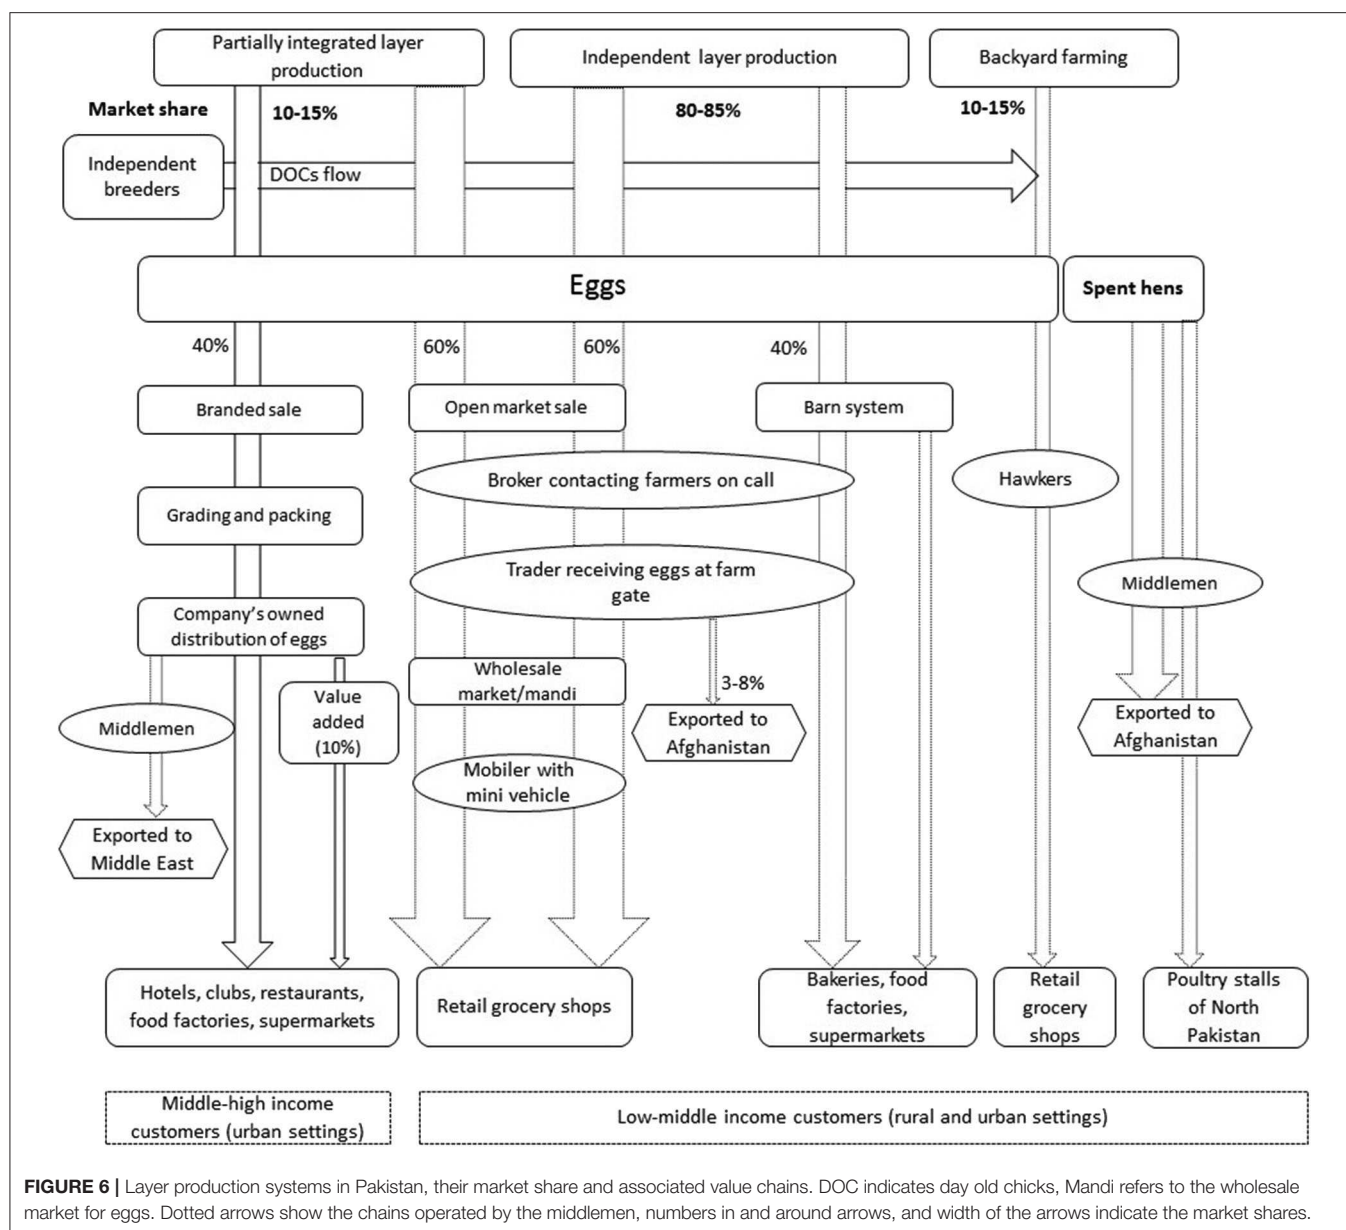 Partially integrated layer
production
Independent layer production
Backyard farming
Market share
10-15%
80-85%
10-15%
Independent
breeders
DOCs flow
Eggs
Spent hens
40%
60%
60%
40%
Branded sale
Open market sale
Barn system
Broker contacting farmers on call
Hawkers
Grading and packing
Trader receiving eggs at farm
gate
Middlemen
Company's owned
distribution of eggs
Wholesale
market/mandi
3-8%
Value
added
(10%)
Middlemen
Exported to
Afghanistan
Exported to
Afghanistan
Mobiler with
mini vehicle
Exported to
Middle East
Hotels, clubs, restaurants,
food factories, supermarkets
Retail grocery shops
Bakeries, food
factories,
supermarkets
Retail
grocery
shops
Poultry stalls
of North
Pakistan
Middle-high income
customers (urban settings)
Low-middle income customers (rural and urban settings)
FIGURE 6 | Layer production systems in Pakistan, their market share and associated value chains. DOC indicates day old chicks, Mandi refers to the wholesale
market for eggs. Dotted arrows show the chains operated by the middlemen, numbers in and around arrows, and width of the arrows indicate the market shares.